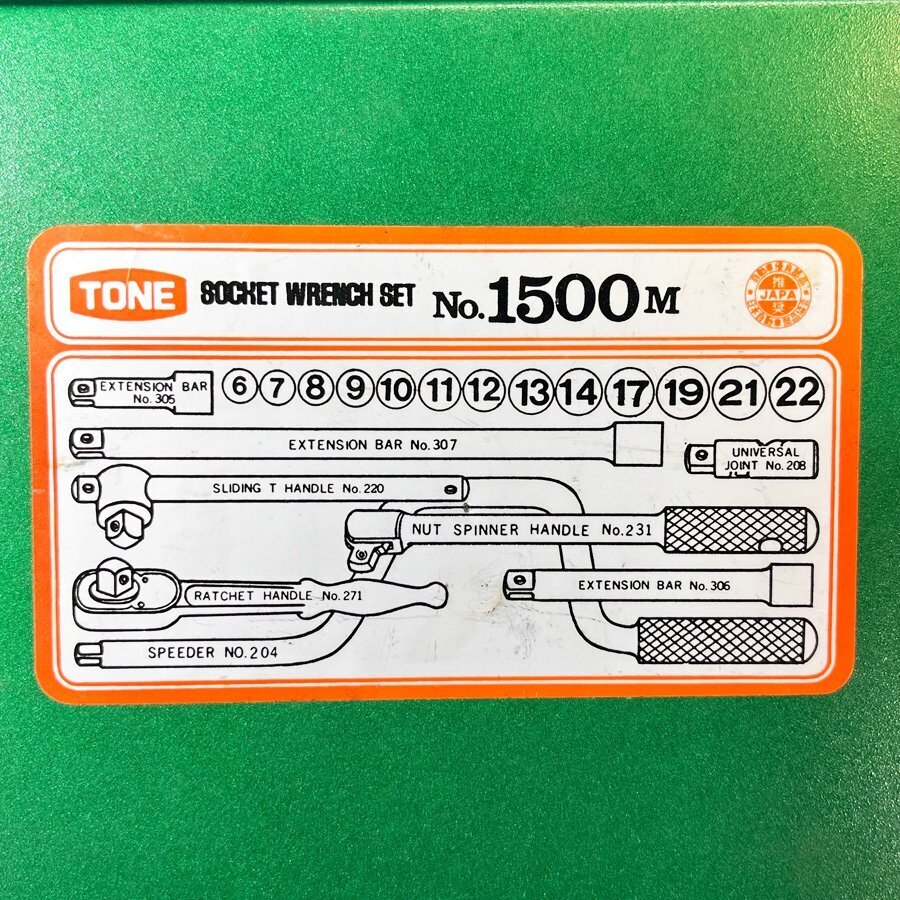 TONE SOCKET WRENCH SET No.1500M
JAPA
推
奨
EXTENSION BAR
No.305
6 7 8 9 10 11 12 13 14 17 19 21 22
EXTENSION BAR No.307
UNIVERSAL
JOINT No.208
SLIDING T HANDLE No.220
NUT SPINNER HANDLE No.231
EXTENSION BAR No.306
RATCHET HANDLE No.271
SPEEDER NO.204